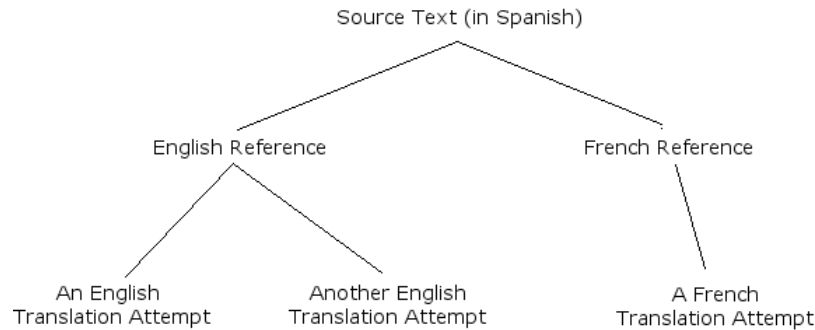 Source Text (in Spanish)
English Reference
French Reference
An English
Translation Attempt
Another English
Translation Attempt
A French
Translation Attempt